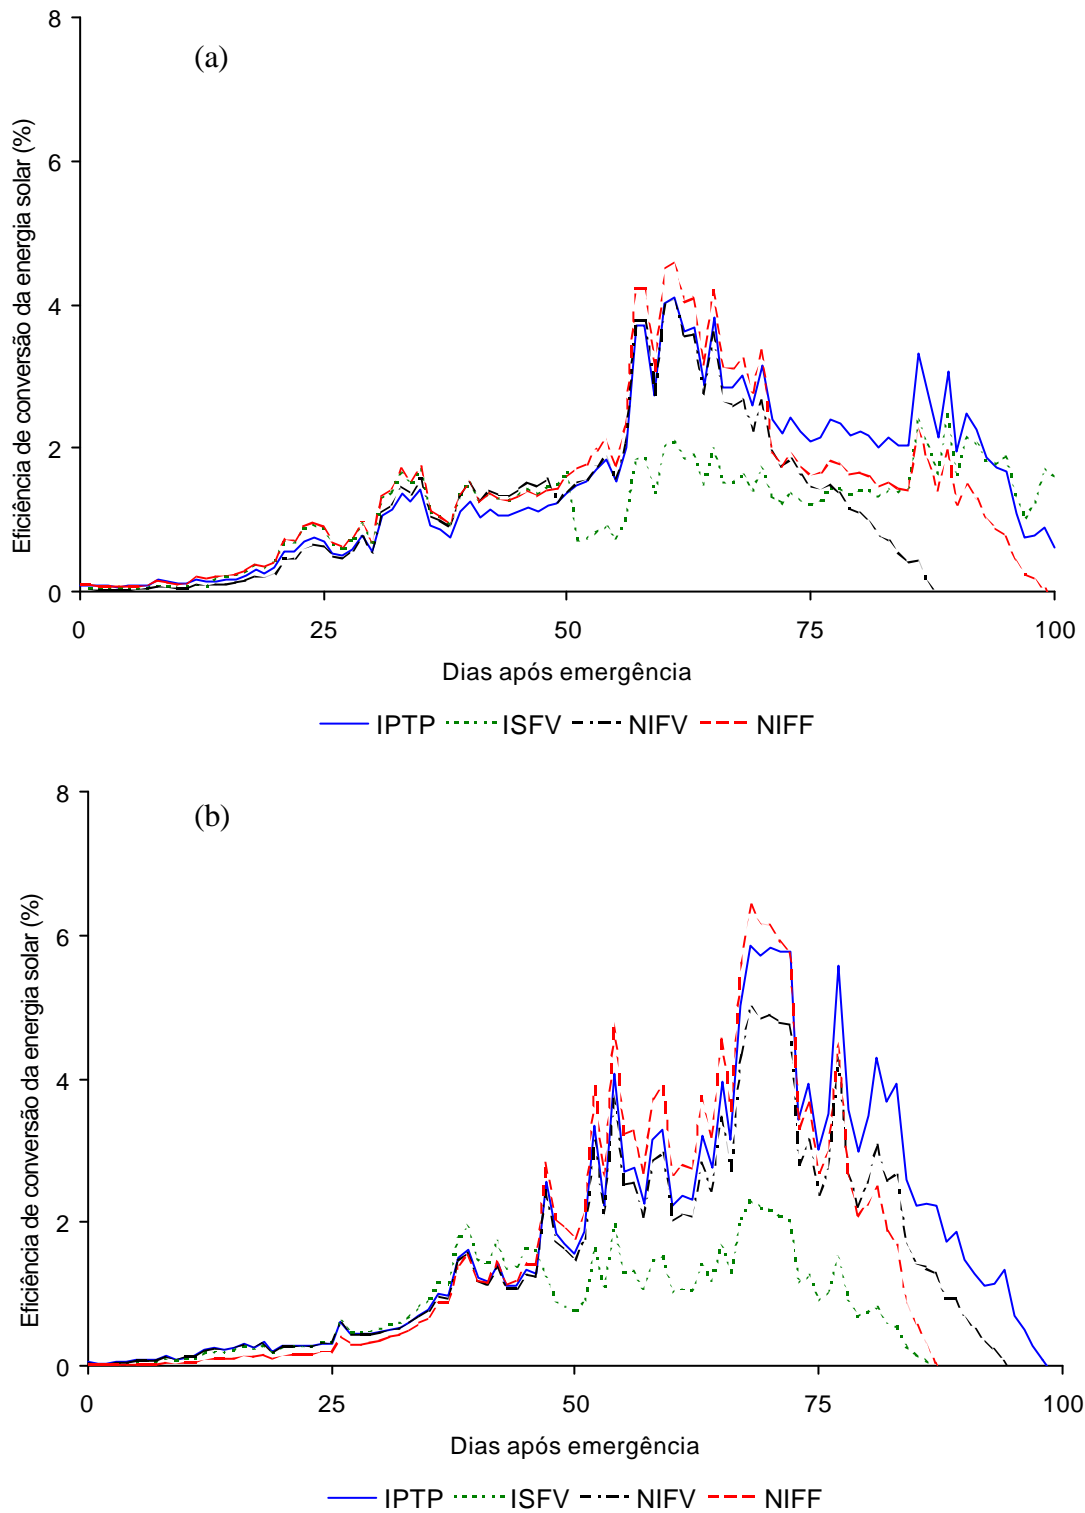 (a)
Eficiência de conversão da energia solar (%)
8
6
4
2
0
0 25 50 75 100
Dias após emergência
IPTP ISFV NIFV NIFF
(b)
Eficiência de conversão da energia solar (%)
8
6
4
2
0
0 25 50 75 100
Dias após emergência
IPTP ISFV NIFV NIFF